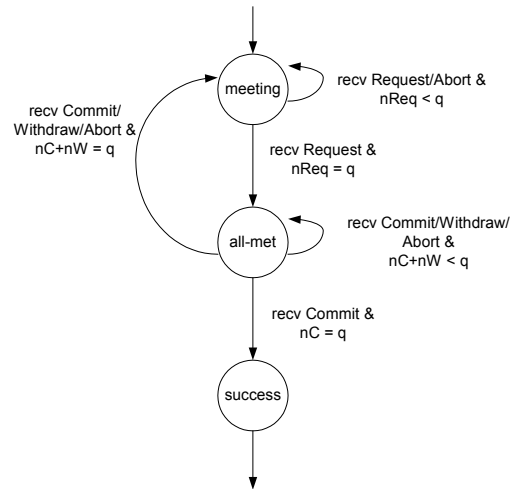 meeting
recv Request/Abort &
nReq < q
recv Commit/
Withdraw/Abort &
nC+nW = q
recv Request &
nReq = q
all-met
recv Commit/Withdraw/
Abort &
nC+nW < q
recv Commit &
nC = q
success